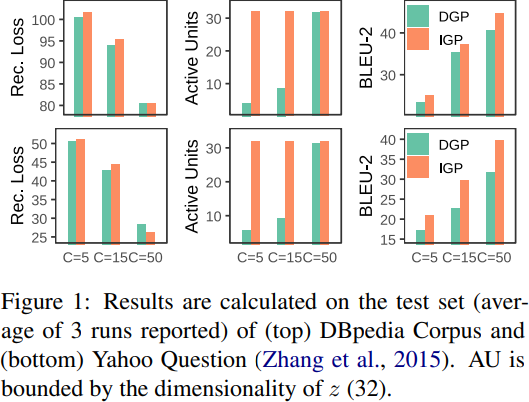 Rec. Loss
100
95
90
85
80
Active Units
30
20
10
BLEU-2
40
30
DGP
IGP
Rec. Loss
50
45
40
35
30
25
C=5 C=15 C=50
Active Units
30
20
10
C=5 C=15 C=50
BLEU-2
40
35
30
25
20
15
DGP
IGP
C=5 C=15 C=50
Figure 1: Results are calculated on the test set (aver-
age of 3 runs reported) of (top) DBpedia Corpus and
(bottom) Yahoo Question (Zhang et al., 2015). AU is
bounded by the dimensionality of z (32).